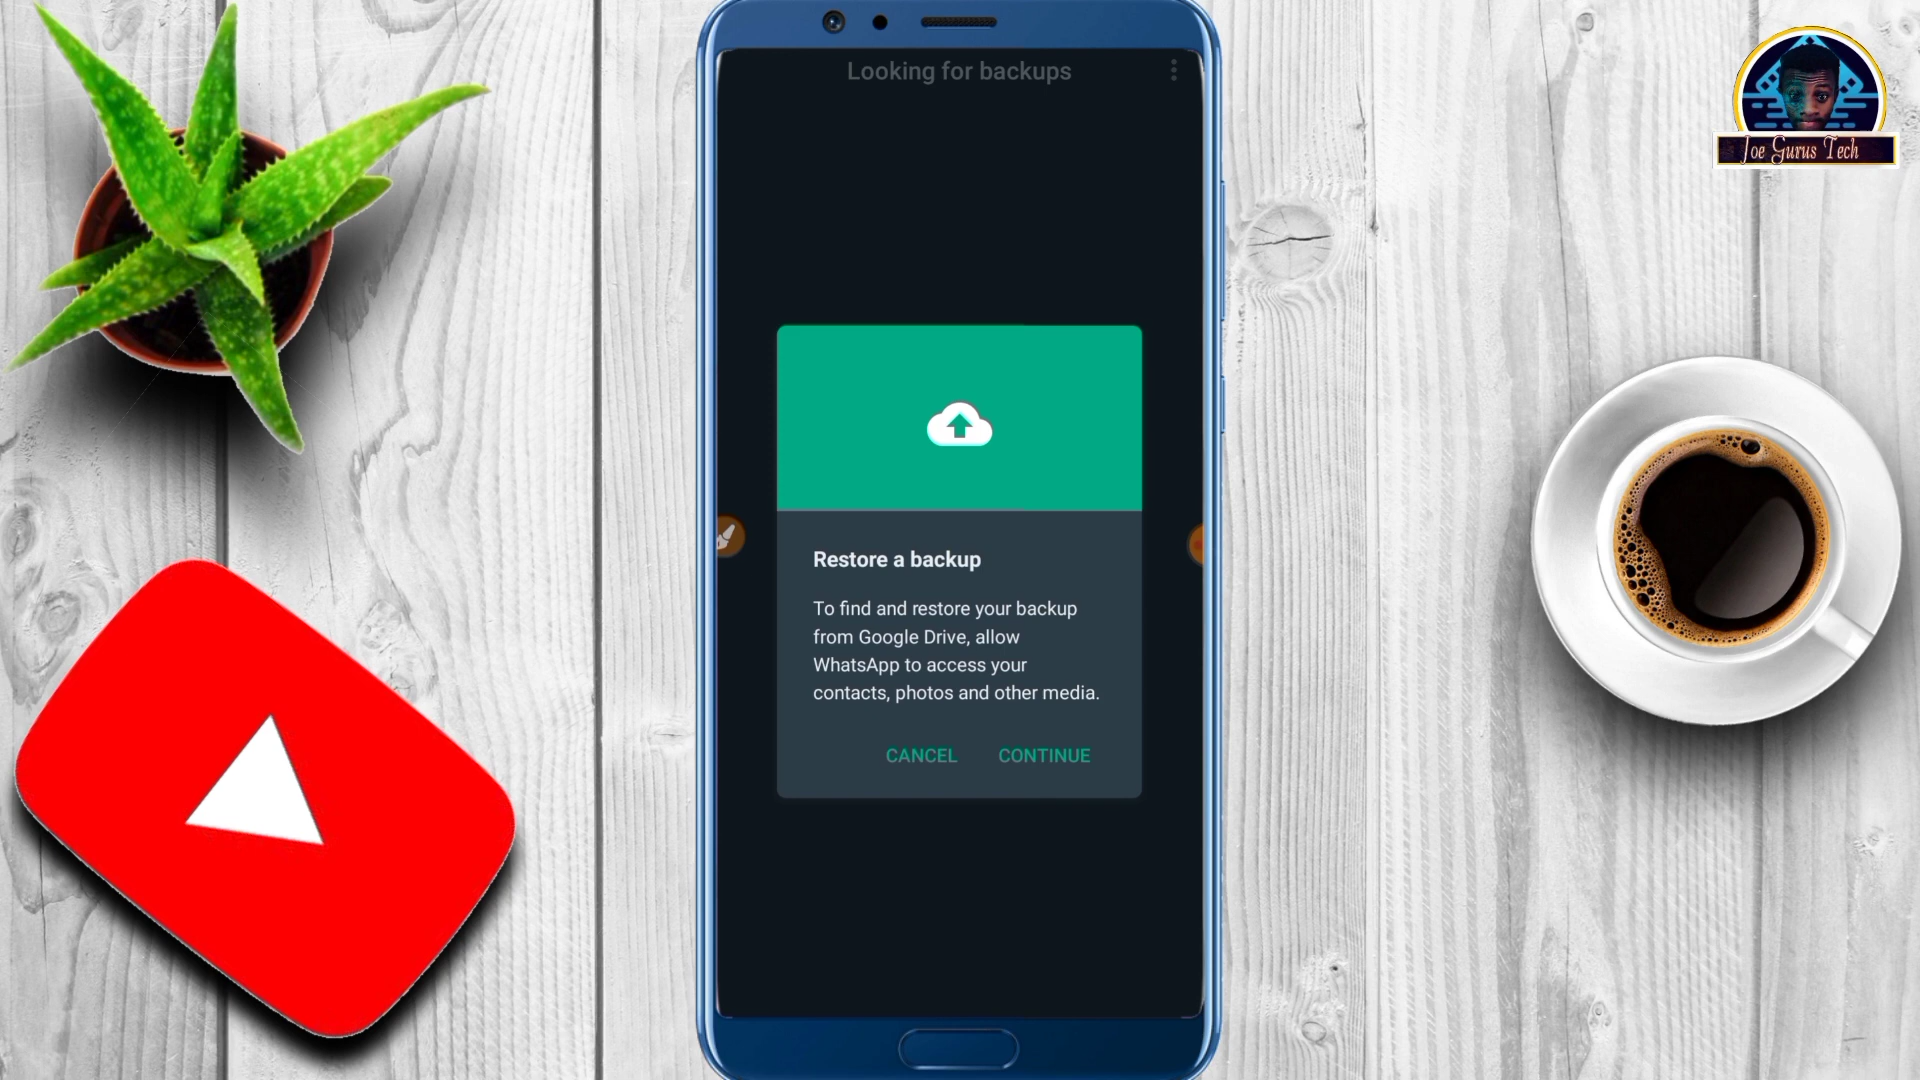 Looking for backups
Joe Gurus Tech
Restore a backup
To find and restore your backup
from Google Drive, allow
WhatsApp to access your
contacts, photos and other media.
CANCEL CONTINUE